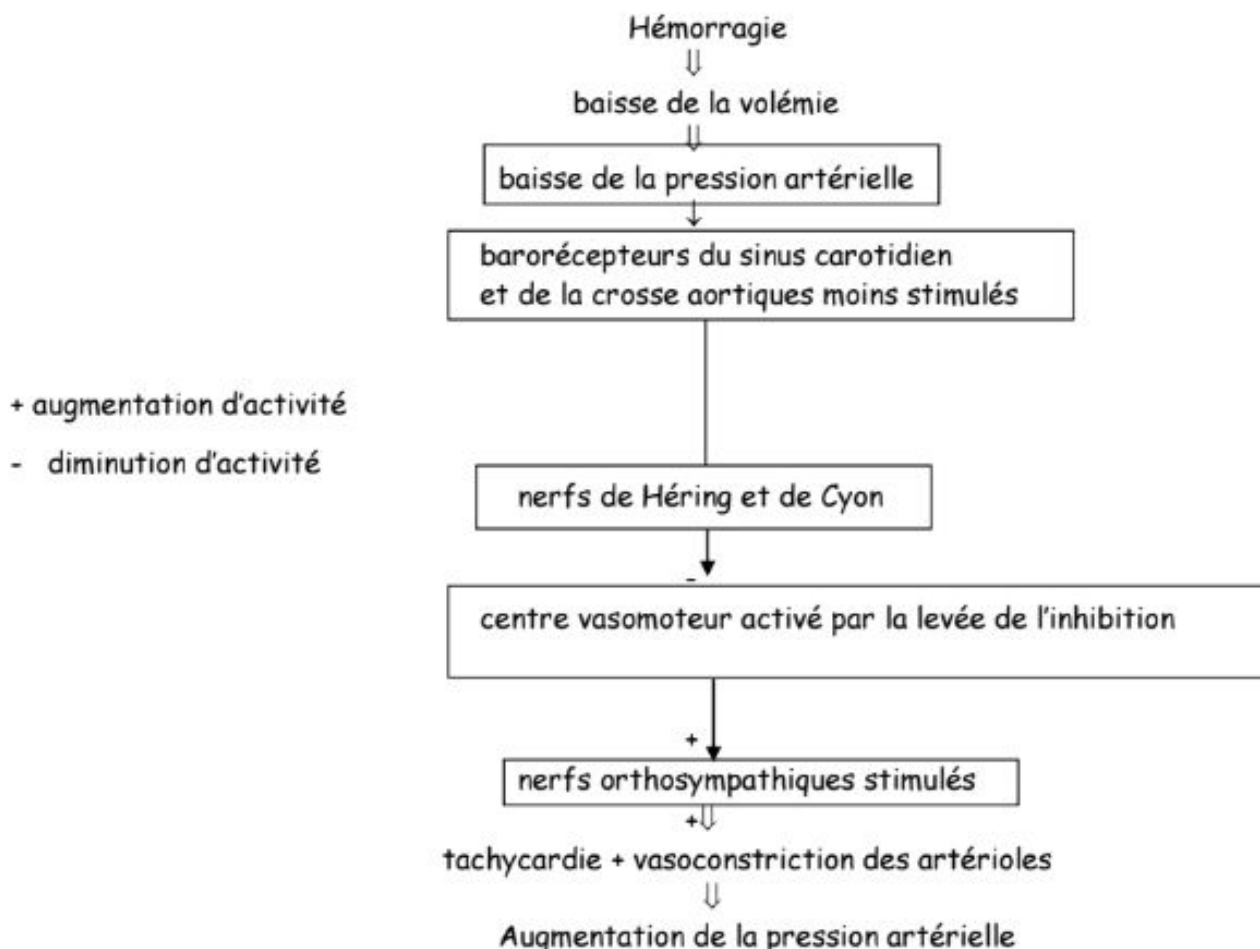 Hémorragie
baisse de la volémie
baisse de la pression artérielle
barorécepteurs du sinus carotidien
et de la crosse aortiques moins stimulés
+ augmentation d'activité
- diminution d'activité
nerfs de Héring et de Cyon
-
centre vasomoteur activé par la levée de l'inhibition
+
nerfs orthosympathiques stimulés
+
tachycardie + vasoconstriction des artérioles
Augmentation de la pression artérielle